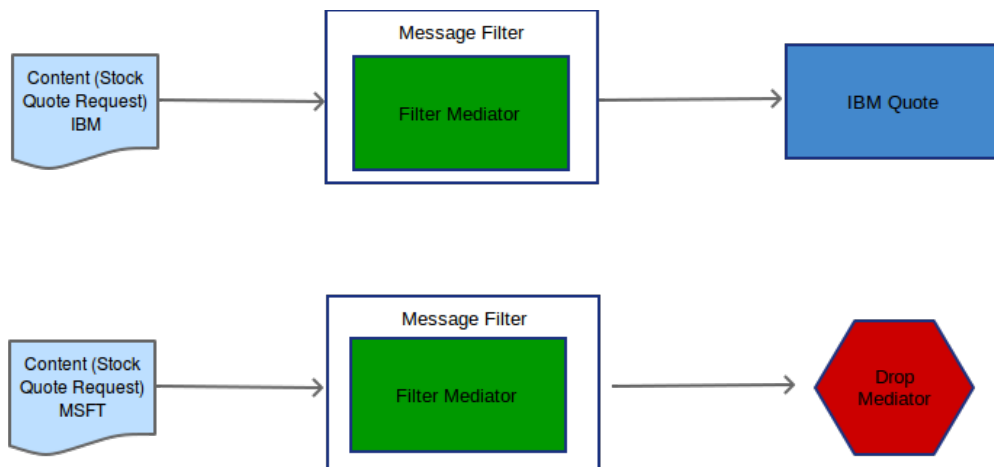 Message Filter
Content (Stock
Quote Request)
IBM
Filter Mediator
IBM Quote
Message Filter
Content (Stock
Quote Request)
MSFT
Filter Mediator
Drop
Mediator